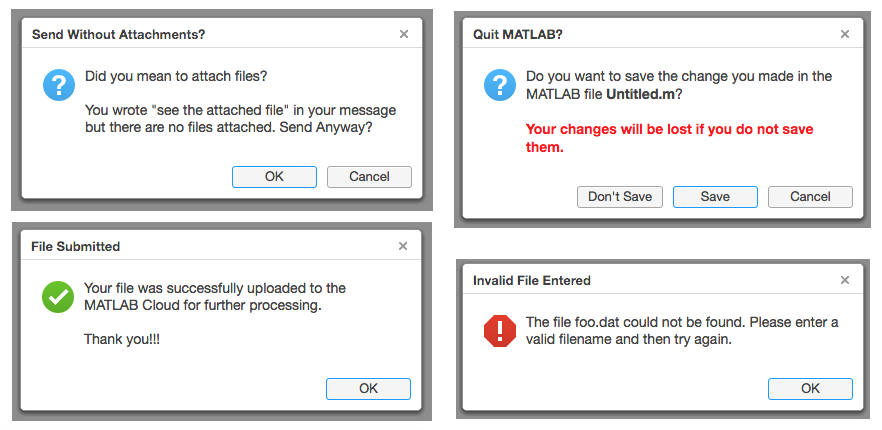 Send Without Attachments?
Did you mean to attach files?
You wrote "see the attached file" in your message
but there are no files attached. Send Anyway?
OK
Cancel
Quit MATLAB?
Do you want to save the change you made in the
MATLAB file Untitled.m?
Your changes will be lost if you do not save
them.
Don't Save
Save
Cancel
File Submitted
Your file was successfully uploaded to the
MATLAB Cloud for further processing.
Thank you!!!
OK
Invalid File Entered
The file foo.dat could not be found. Please enter a
valid filename and then try again.
OK